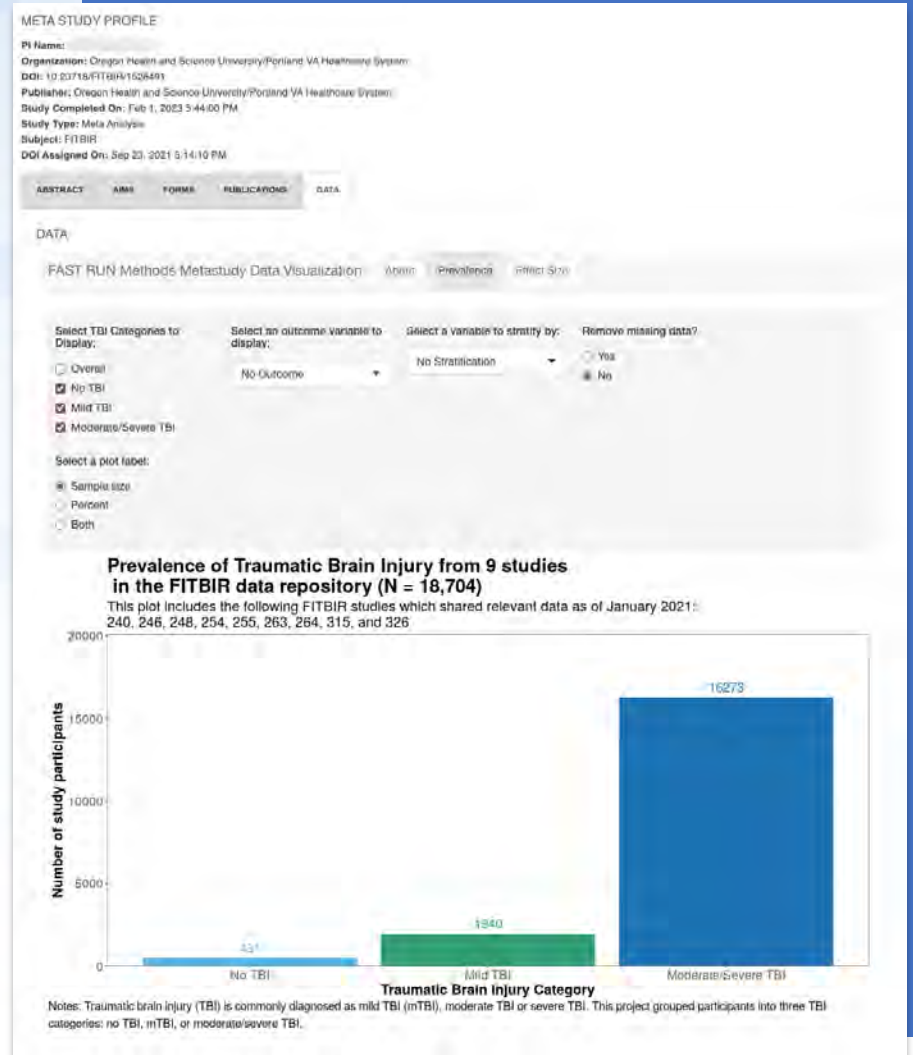 META STUDY PROFILE
PI Name:
Organization: Oregon Health and Science University/Portland VA Healthcare System
DOI: 10.23718/FITBIR/1528491
Publisher: Oregon Health and Science University/Portland VA Healthcare System
Study Completed On: Feb 1, 2023 5:44:00 PM
Study Type: Meta Analysis
Subject: FITBIR
DOI Assigned On: Sep 23, 2021 5:14:10 PM
ABSTRACT AIMS FORMS PUBLICATIONS DATA
DATA
FAST RUN Methods Metastudy Data Visualization About Prevalence Effect Size
Select TBI Categories to Display: Select an outcome variable to display: Select a variable to stratify by: Remove missing data?
Overall
No TBI
Mild TBI
Moderate/Severe TBI
No Outcome
No Stratification
Yes
No
Select a plot label:
Sample size
Percent
Both
Prevalence of Traumatic Brain Injury from 9 studies
in the FITBIR data repository (N = 18,704)
This plot includes the following FITBIR studies which shared relevant data as of January 2021:
240, 246, 248, 254, 255, 263, 264, 315, and 326
Number of study participants
20000
15000
10000
5000
0
16273
1940
No TBI Mild TBI Moderate/Severe TBI
Traumatic Brain Injury Category
Notes: Traumatic brain injury (TBI) is commonly diagnosed as mild TBI (mTBI), moderate TBI or severe TBI. This project grouped participants into three TBI
categories: no TBI, mTBI, or moderate/severe TBI.